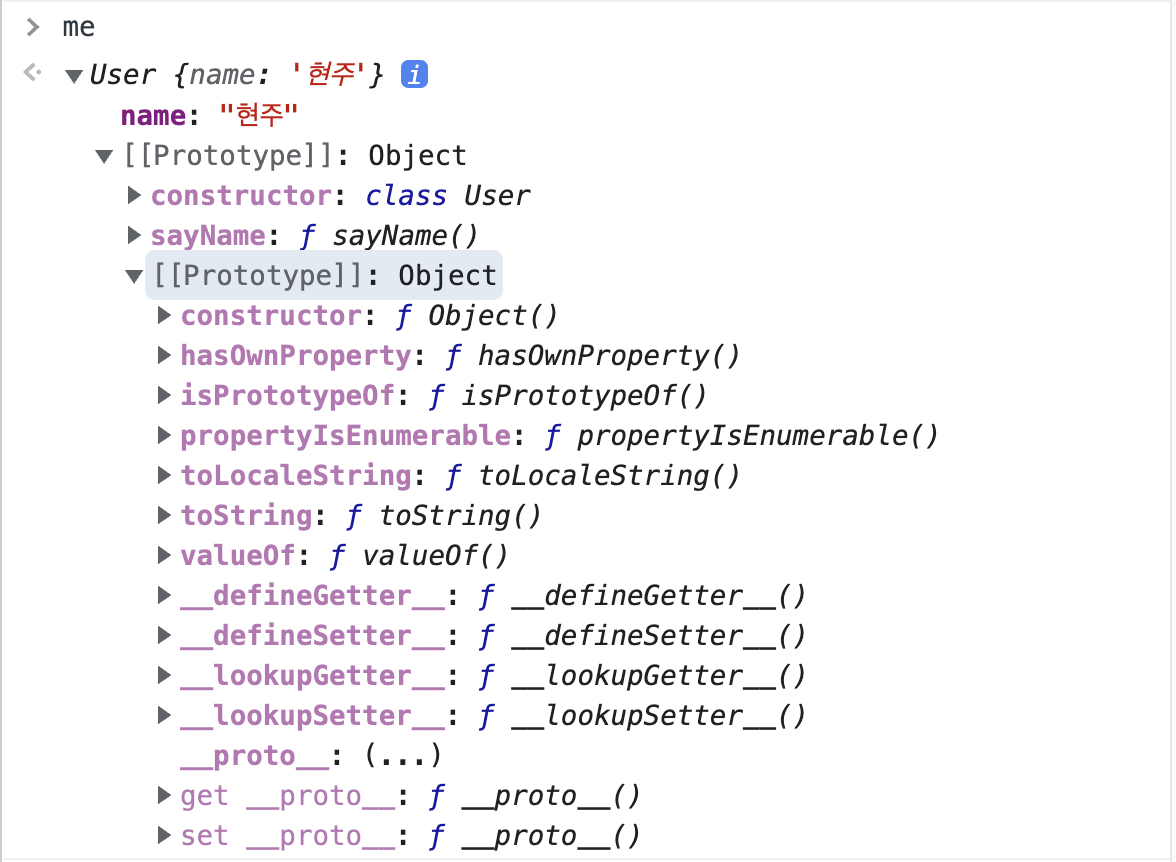 > me
<· ▼User {name: '현주'} i
name: "현주"
▼[[Prototype]]: Object
▶constructor: class User
▶sayName: ƒ sayName()
▼[[Prototype]]: Object
▶constructor: ƒ Object()
▶hasOwnProperty: ƒ hasOwnProperty()
▶isPrototypeOf: ƒ isPrototypeOf()
▶propertyIsEnumerable: ƒ propertyIsEnumerable()
▶toLocaleString: ƒ toLocaleString()
▶toString: ƒ toString()
▶valueOf: ƒ valueOf()
▶__defineGetter__: ƒ __defineGetter__()
▶__defineSetter__: ƒ __defineSetter__()
▶__lookupGetter__: ƒ __lookupGetter__()
▶__lookupSetter__: ƒ __lookupSetter__()
__proto__: (...)
▶get __proto__: ƒ __proto__()
▶set __proto__: ƒ __proto__()